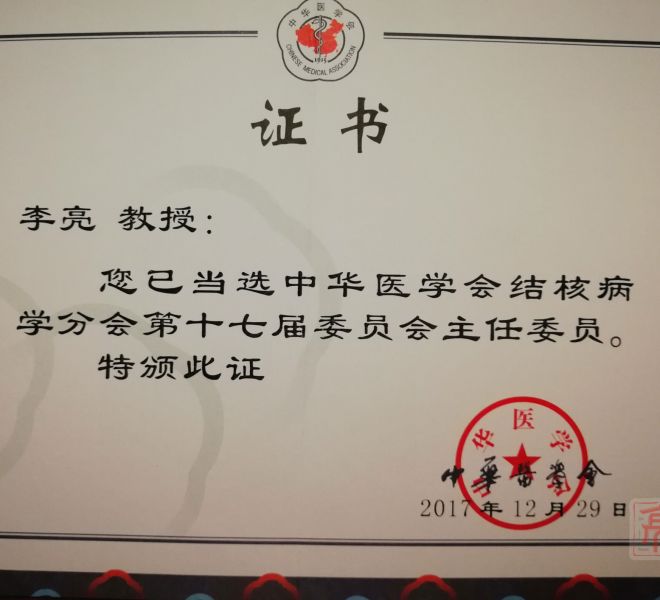 中华医学会
1915
CHINESE MEDICAL ASSOCIATION
证书
李亮 教授：
您已当选中华医学会结核病
学分会第十七届委员会主任委员。
特颁此证
中华医学会
中華醫學會
2017年12月29日